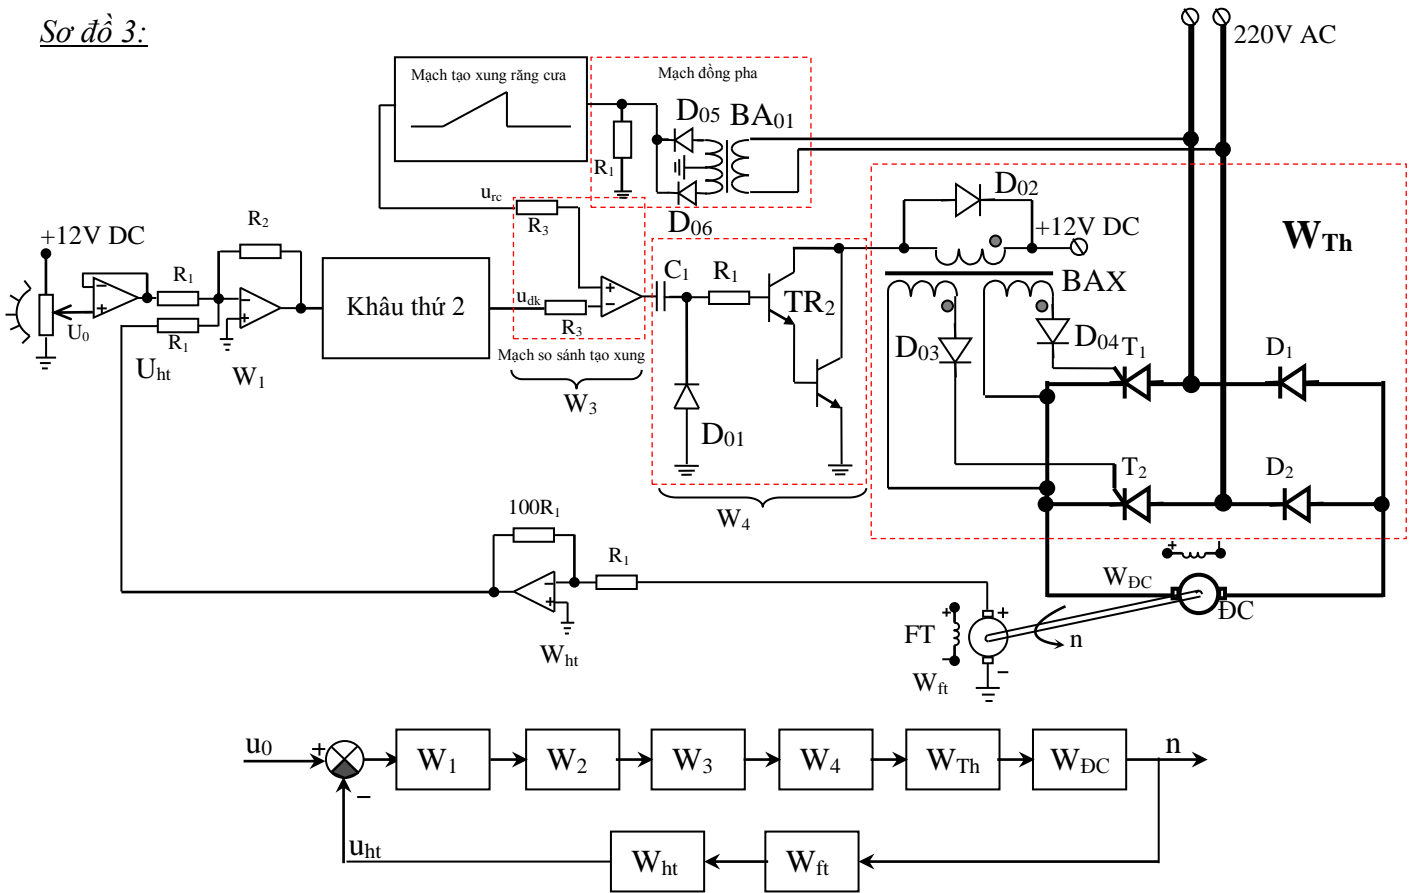 Sơ đồ 3:
220V AC
Mạch tạo xung răng cưa
Mạch đồng pha
D05
BA01
R1
D06
urc
R3
+12V DC
R2
R1
U0
R1
Uht
W1
Khâu thứ 2
uđk
R3
Mạch so sánh tạo xung
W3
C1
R1
TR2
D01
W4
D02
+12V DC
WTh
BAX
D03
D04
T1
D1
T2
D2
100R1
R1
Wht
WĐC
ĐC
FT
n
Wft
u0
W1
W2
W3
W4
WTh
WĐC
n
uht
Wht
Wft